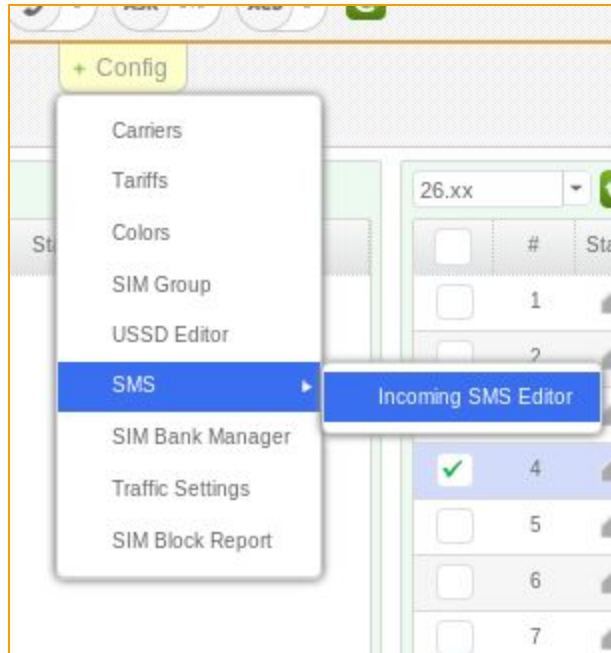 + Config
Carriers
Tariffs
Colors
SIM Group
USSD Editor
SMS
Incoming SMS Editor
SIM Bank Manager
Traffic Settings
SIM Block Report
26.xx
#
1
2
4
5
6
7